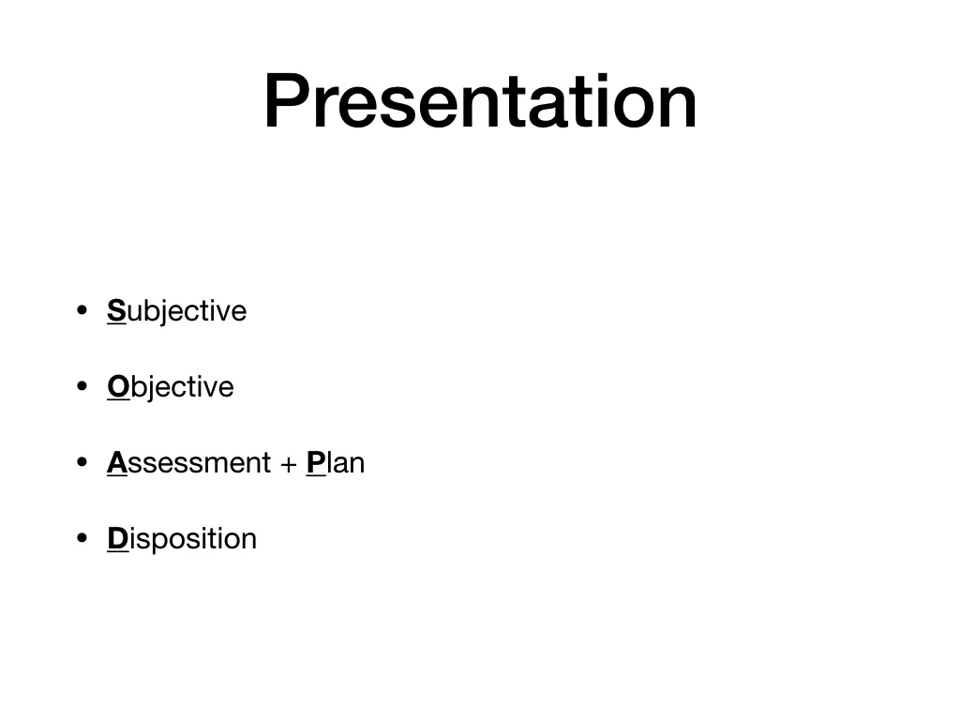 Presentation
• Subjective
• Objective
• Assessment + Plan
• Disposition